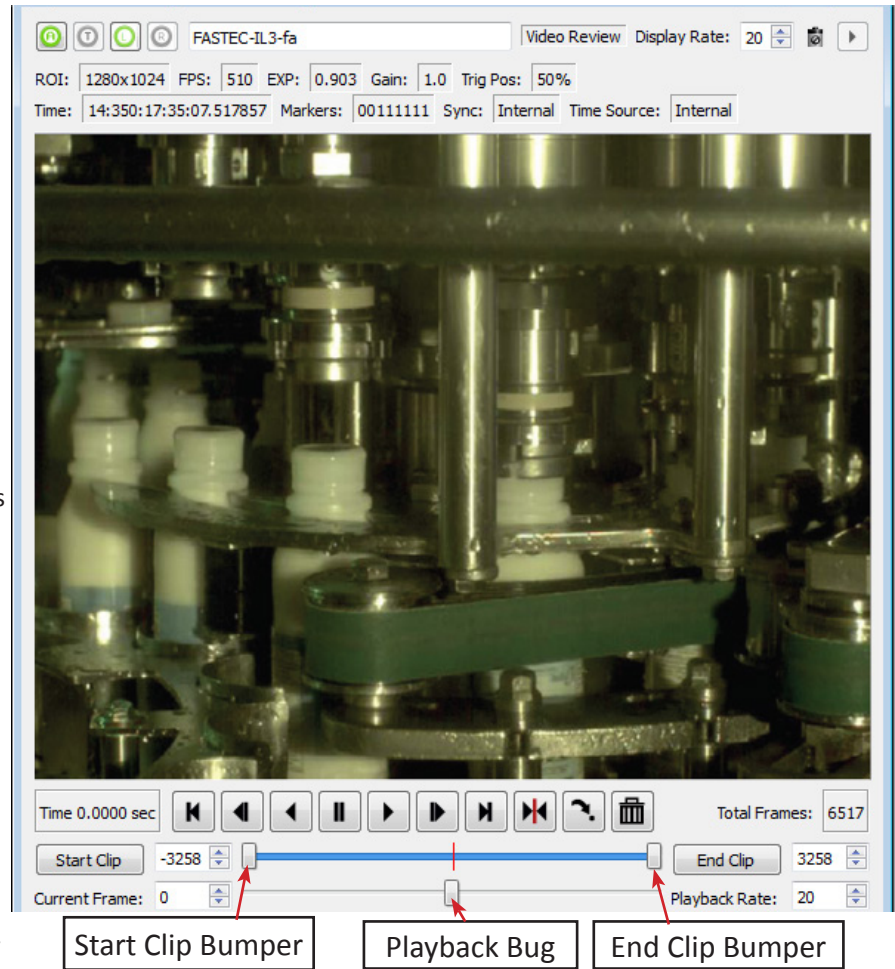 FASTEC-IL3-fa Video Review Display Rate: 20
ROI: 1280x1024 FPS: 510 EXP: 0.903 Gain: 1.0 Trig Pos: 50%
Time: 14:350:17:35:07.517857 Markers: 00111111 Sync: Internal Time Source: Internal
s
Time 0.0000 sec Total Frames: 6517
Start Clip -3258 End Clip 3258
Current Frame: 0 Playback Rate: 20
Start Clip Bumper Playback Bug End Clip Bumper